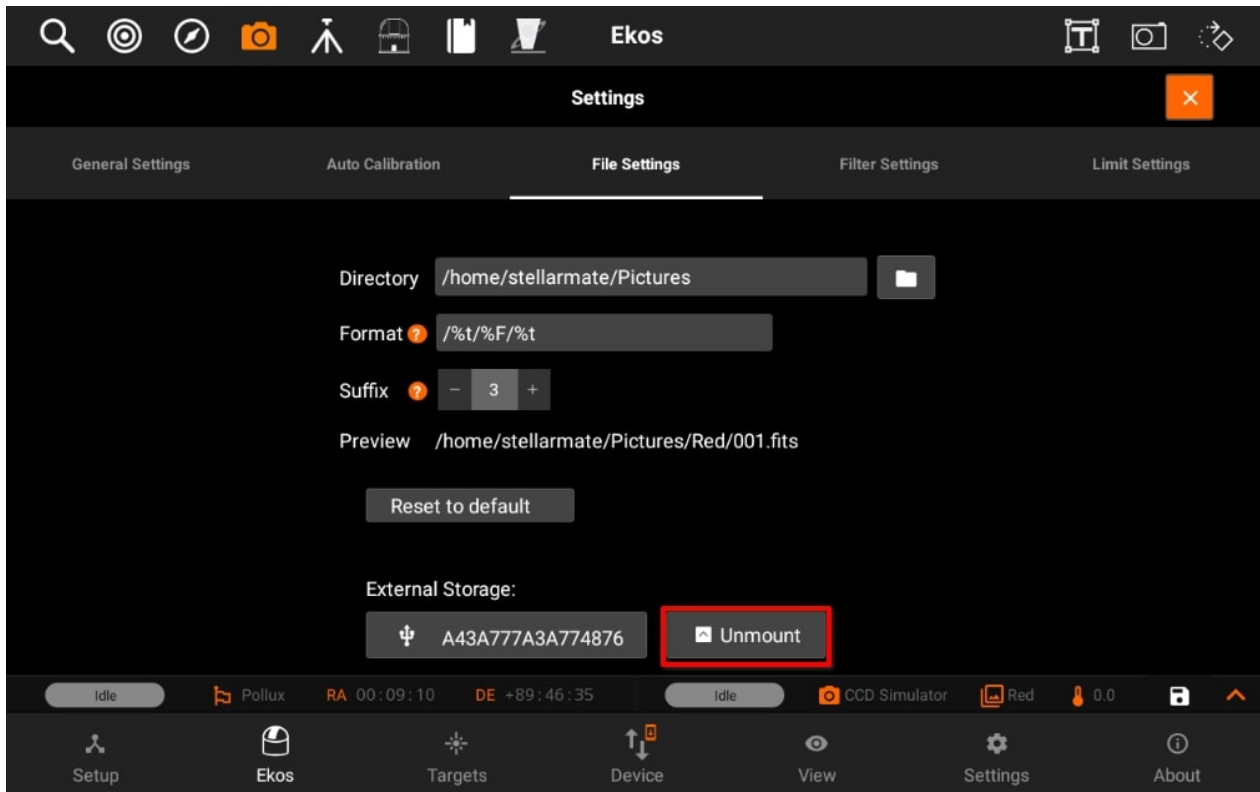 Ekos
Settings
General Settings Auto Calibration File Settings Filter Settings Limit Settings
Directory /home/stellarmate/Pictures
Format ? /%t/%F/%t
Suffix ? - 3 +
Preview /home/stellarmate/Pictures/Red/001.fits
Reset to default
External Storage:
A43A777A3A774876 Unmount
Idle Pollux RA 00:09:10 DE +89:46:35 Idle CCD Simulator Red 0.0
Setup Ekos Targets Device View Settings About